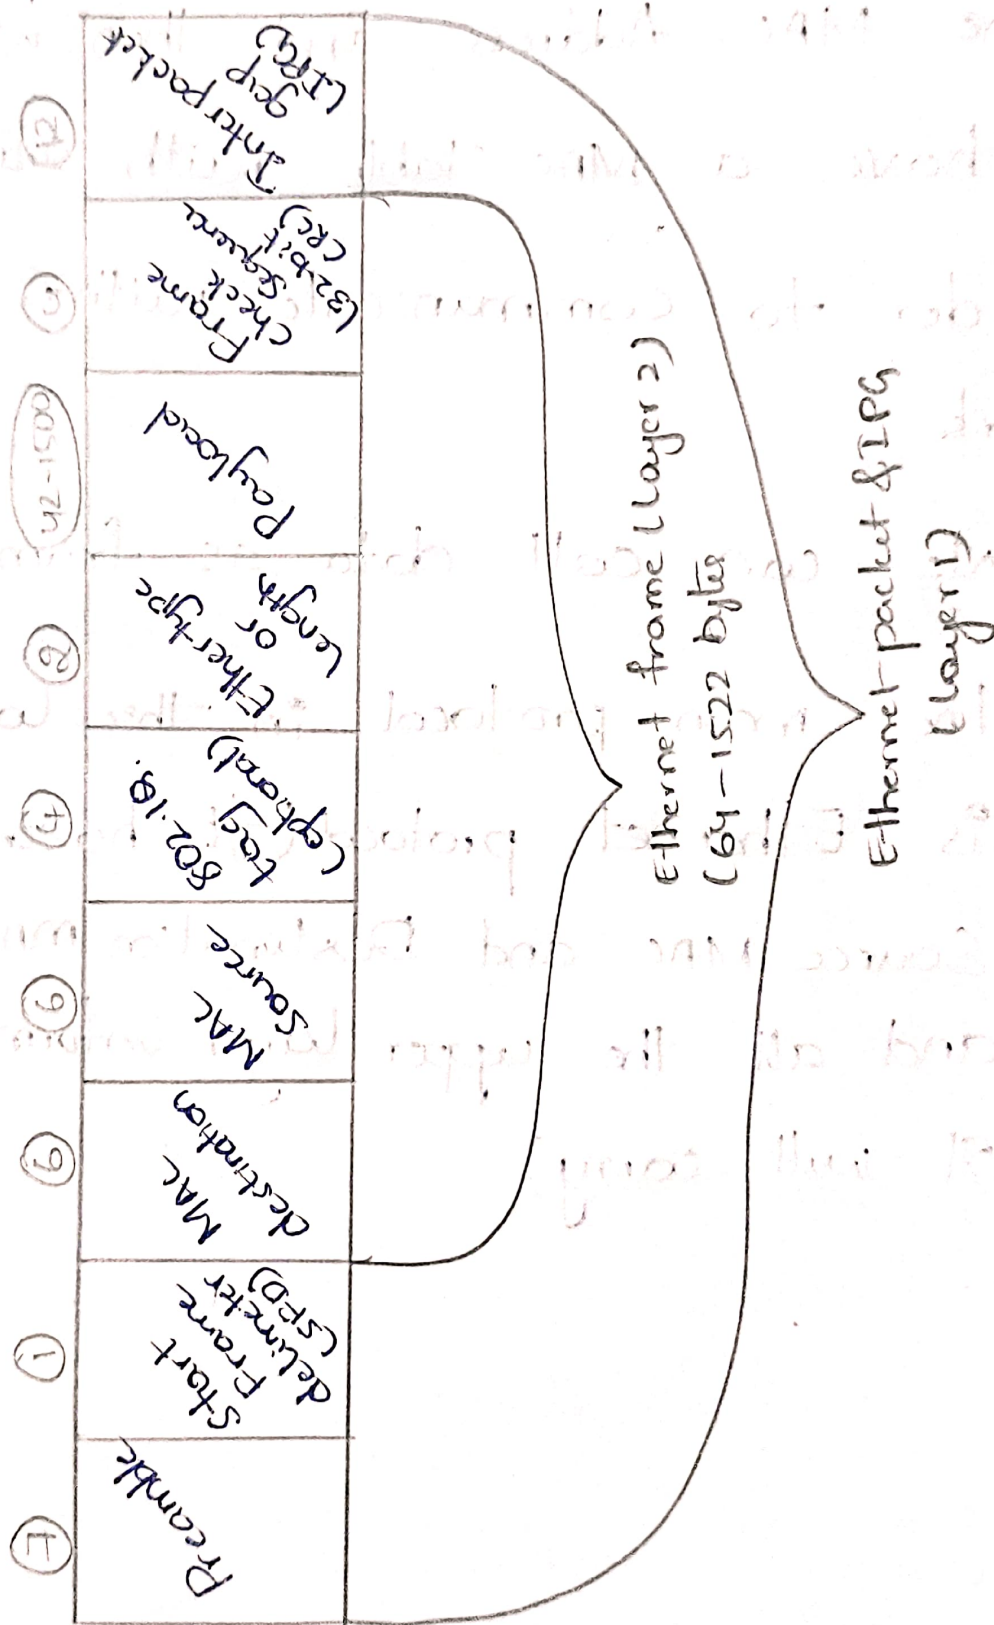 7
1
6
6
4
2
42-1500
12
Preamble
Start
Frame
delimeter
(SFD)
MAC
destination
MAC
Source
802.1Q
tag
(optional)
Ethertype
or
Length
Payload
Frame
check
Sequence
(32-bit
CRC)
Interpacket
gap
(IPG)
Ethernet frame (Layer 2)
(64-1522 bytes
Ethernet packet & IPG
(Layer 1)